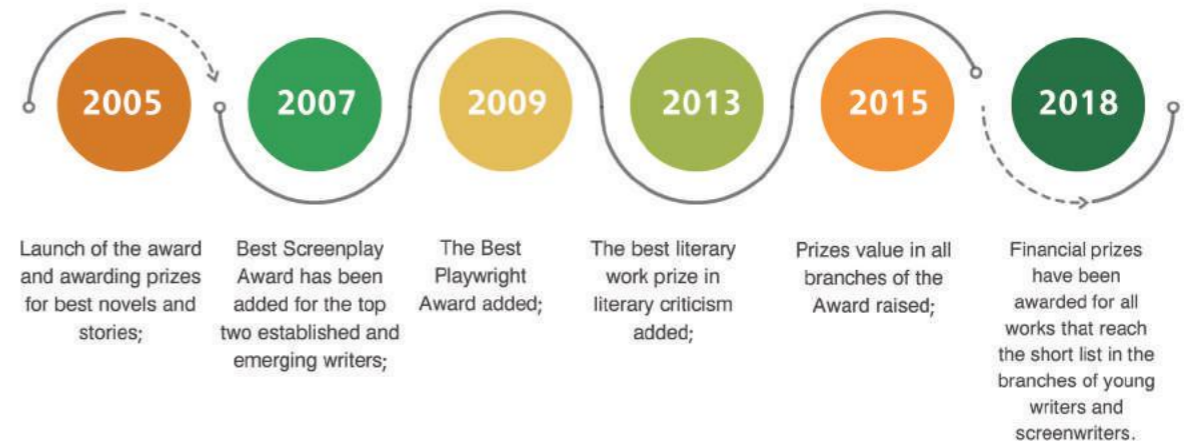 2005
Launch of the award
and awarding prizes
for best novels and
stories;
2007
Best Screenplay
Award has been
added for the top
two established and
emerging writers;
2009
The Best
Playwright
Award added;
2013
The best literary
work prize in
literary criticism
added;
2015
Prizes value in all
branches of the
Award raised;
2018
Financial prizes
have been
awarded for all
works that reach
the short list in the
branches of young
writers and
screenwriters.